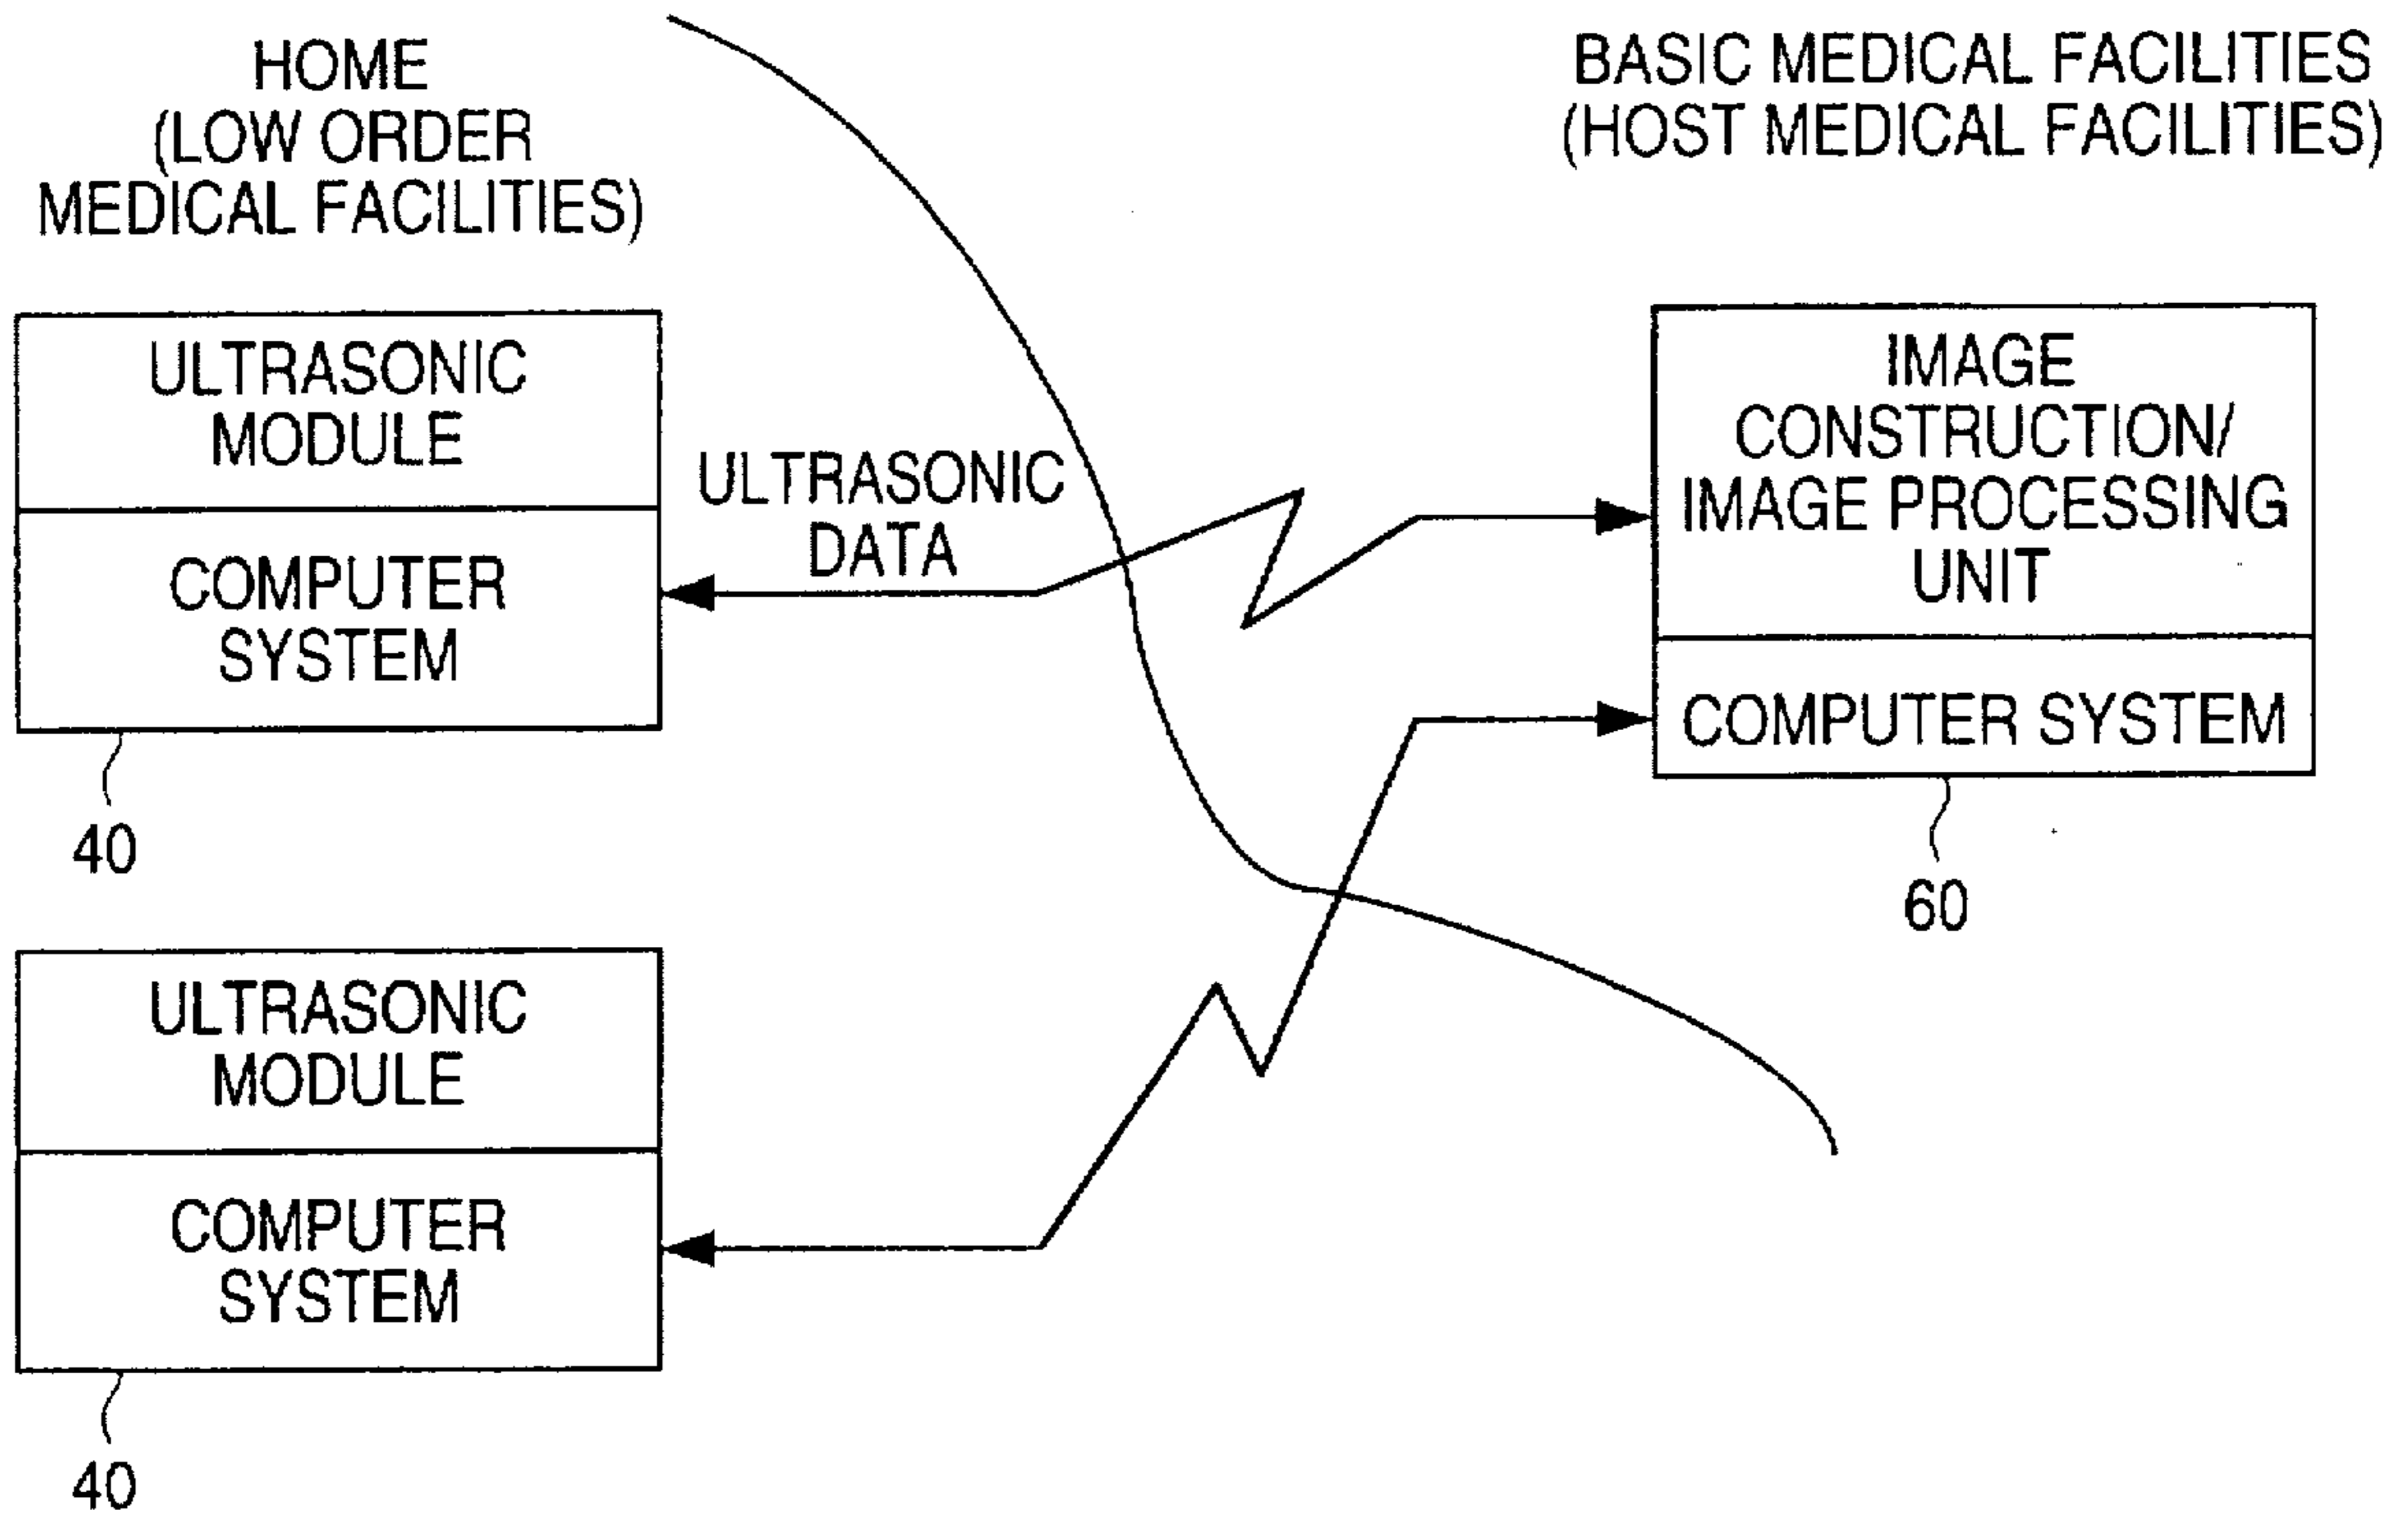 HOME
(LOW ORDER
MEDICAL FACILITIES)
BASIC MEDICAL FACILITIES
(HOST MEDICAL FACILITIES)
ULTRASONIC
MODULE
COMPUTER
SYSTEM
40
ULTRASONIC
DATA
IMAGE
CONSTRUCTION/
IMAGE PROCESSING
UNIT
COMPUTER SYSTEM
60
ULTRASONIC
MODULE
COMPUTER
SYSTEM
40